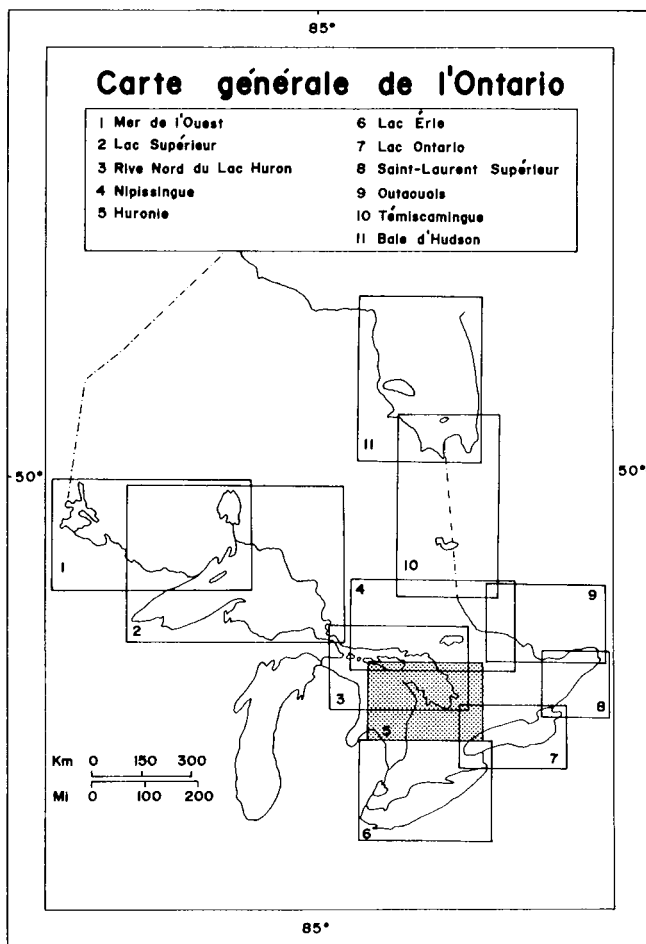 85°
Carte générale de l'Ontario
1 Mer de l'Ouest
2 Lac Supérieur
3 Rive Nord du Lac Huron
4 Nipissingue
5 Huronie
6 Lac Érie
7 Lac Ontario
8 Saint-Laurent Supérieur
9 Outaouais
10 Témiscamingue
11 Baie d'Hudson
11
50°
50°
10
1
2
4
9
3
5
8
7
6
Km 0 150 300
Mi 0 100 200
85°